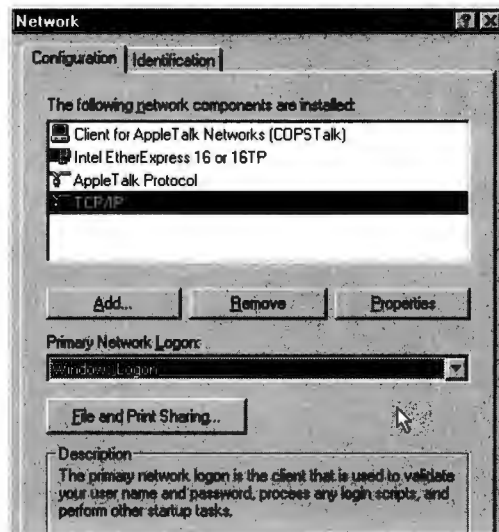 Network
Configuration Identification
The following network components are installed:
Client for AppleTalk Networks (COPSTalk)
Intel EtherExpress 16 or 16TP
AppleTalk Protocol
TCP/IP
Add... Remove Properties
Primary Network Logon:
Windows Logon
File and Print Sharing...
Description
The primary network logon is the client that is used to validate
your user name and password, process any login scripts, and
perform other startup tasks.